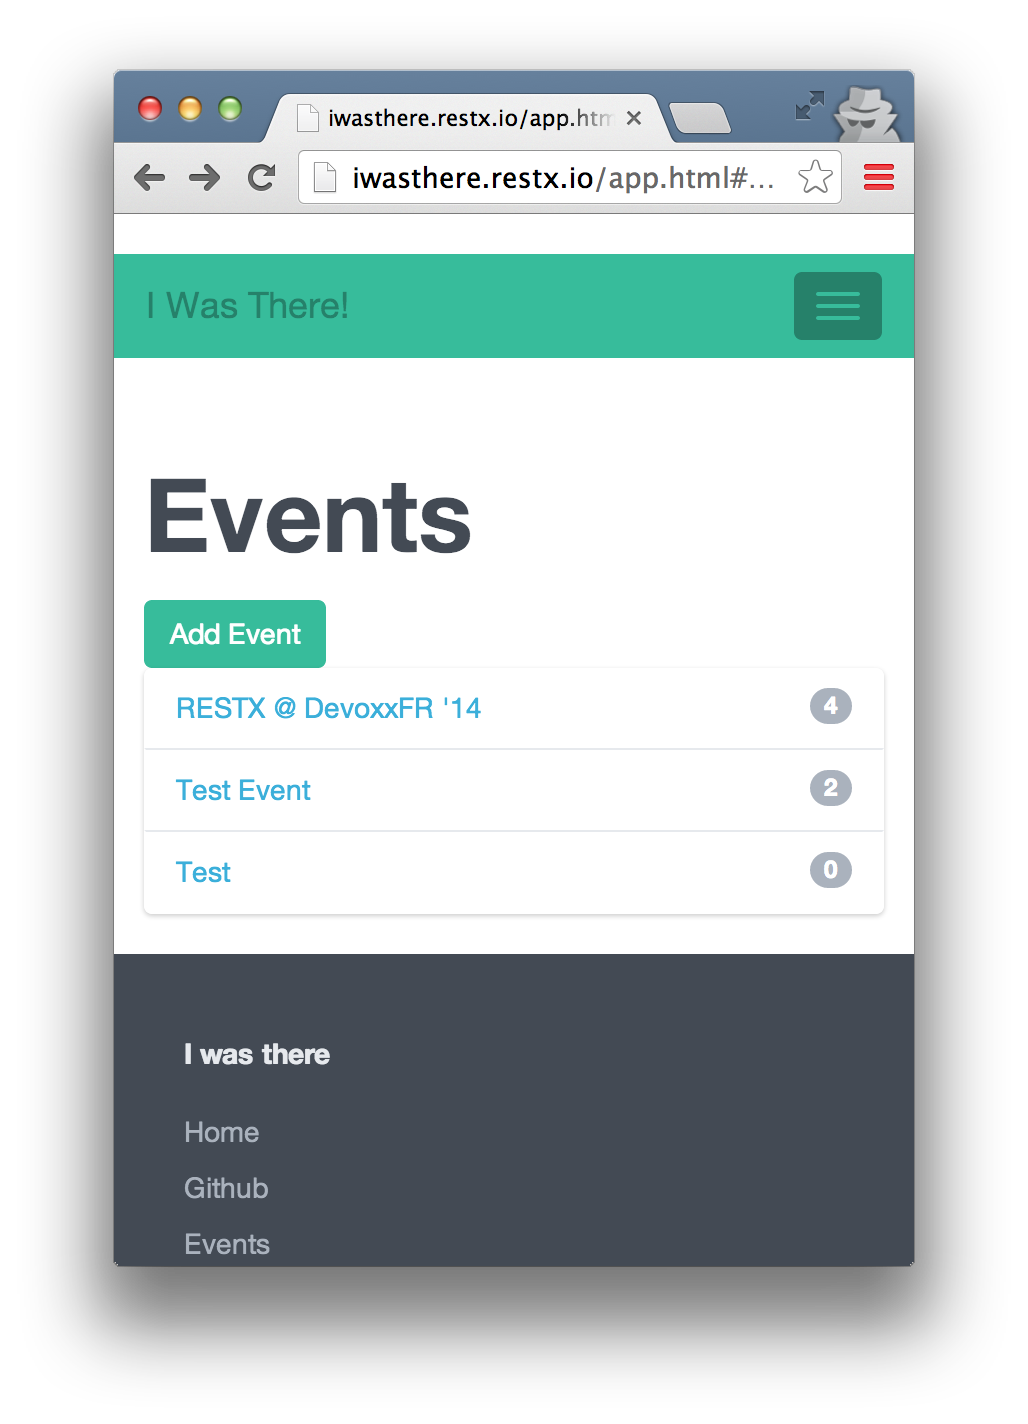 iwasthere.restx.io/app.htm
iwasthere.restx.io/app.html#...
I Was There!
Events
Add Event
RESTX @ DevoxxFR '14
4
Test Event
2
Test
0
I was there
Home
Github
Events